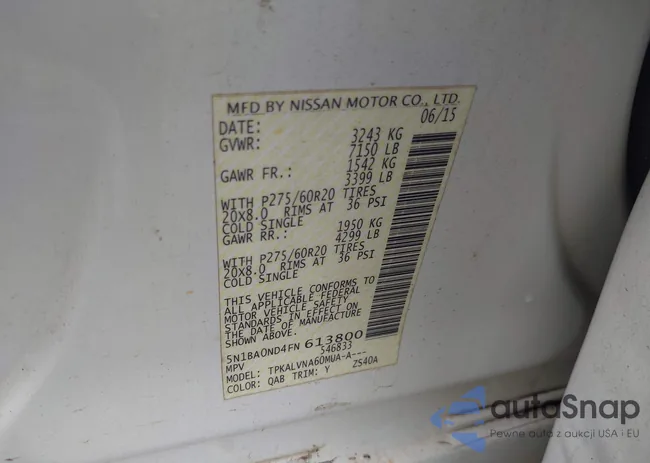 MFD BY NISSAN MOTOR CO., LTD.
DATE: 06/15
GVWR: 3243 KG
7150 LB
GAWR FR.: 1542 KG
3399 LB
WITH P275/60R20 TIRES
20X8.0 RIMS AT 36 PSI
COLD SINGLE
GAWR RR.: 1950 KG
4299 LB
WITH P275/60R20 TIRES
20X8.0 RIMS AT 36 PSI
COLD SINGLE
THIS VEHICLE CONFORMS TO
ALL APPLICABLE FEDERAL
MOTOR VEHICLE SAFETY
STANDARDS IN EFFECT ON
THE DATE OF MANUFACTURE
5N1BA0ND4FN 613800
MPV 546833
MODEL: TPKALVNA60MUA-A---
COLOR: QAB TRIM: Y ZS40A
autoSnap
Pewne auto z aukcji USA i EU